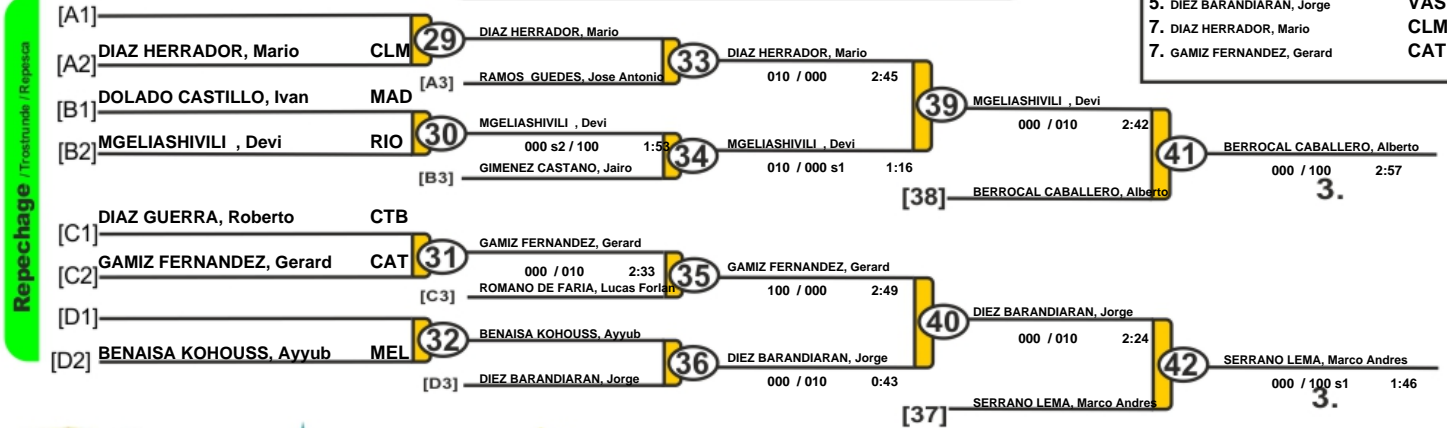 Repechage / Trostrunde / Repesca
5. DIEZ BARANDIARAN, Jorge VAS
7. DIAZ HERRADOR, Mario CLM
7. GAMIZ FERNANDEZ, Gerard CAT
[A1]
[A2] DIAZ HERRADOR, Mario CLM
29
DIAZ HERRADOR, Mario
[A3] RAMOS GUEDES, Jose Antonio
33
DIAZ HERRADOR, Mario
010 / 000 2:45
[B1] DOLADO CASTILLO, Ivan MAD
[B2] MGELIASHIVILI , Devi RIO
30
MGELIASHIVILI , Devi
000 s2 / 100 1:53
[B3] GIMENEZ CASTANO, Jairo
34
MGELIASHIVILI , Devi
010 / 000 s1 1:16
39
MGELIASHIVILI , Devi
000 / 010 2:42
[38] BERROCAL CABALLERO, Alberto
41
BERROCAL CABALLERO, Alberto
000 / 100 2:57
3.
[C1] DIAZ GUERRA, Roberto CTB
[C2] GAMIZ FERNANDEZ, Gerard CAT
31
GAMIZ FERNANDEZ, Gerard
000 / 010 2:33
[C3] ROMANO DE FARIA, Lucas Forlan
35
GAMIZ FERNANDEZ, Gerard
100 / 000 2:49
[D1]
[D2] BENAISA KOHOUSS, Ayyub MEL
32
BENAISA KOHOUSS, Ayyub
[D3] DIEZ BARANDIARAN, Jorge
36
DIEZ BARANDIARAN, Jorge
000 / 010 0:43
40
DIEZ BARANDIARAN, Jorge
000 / 010 2:24
[37] SERRANO LEMA, Marco Andres
42
SERRANO LEMA, Marco Andres
000 / 100 s1 1:46
3.